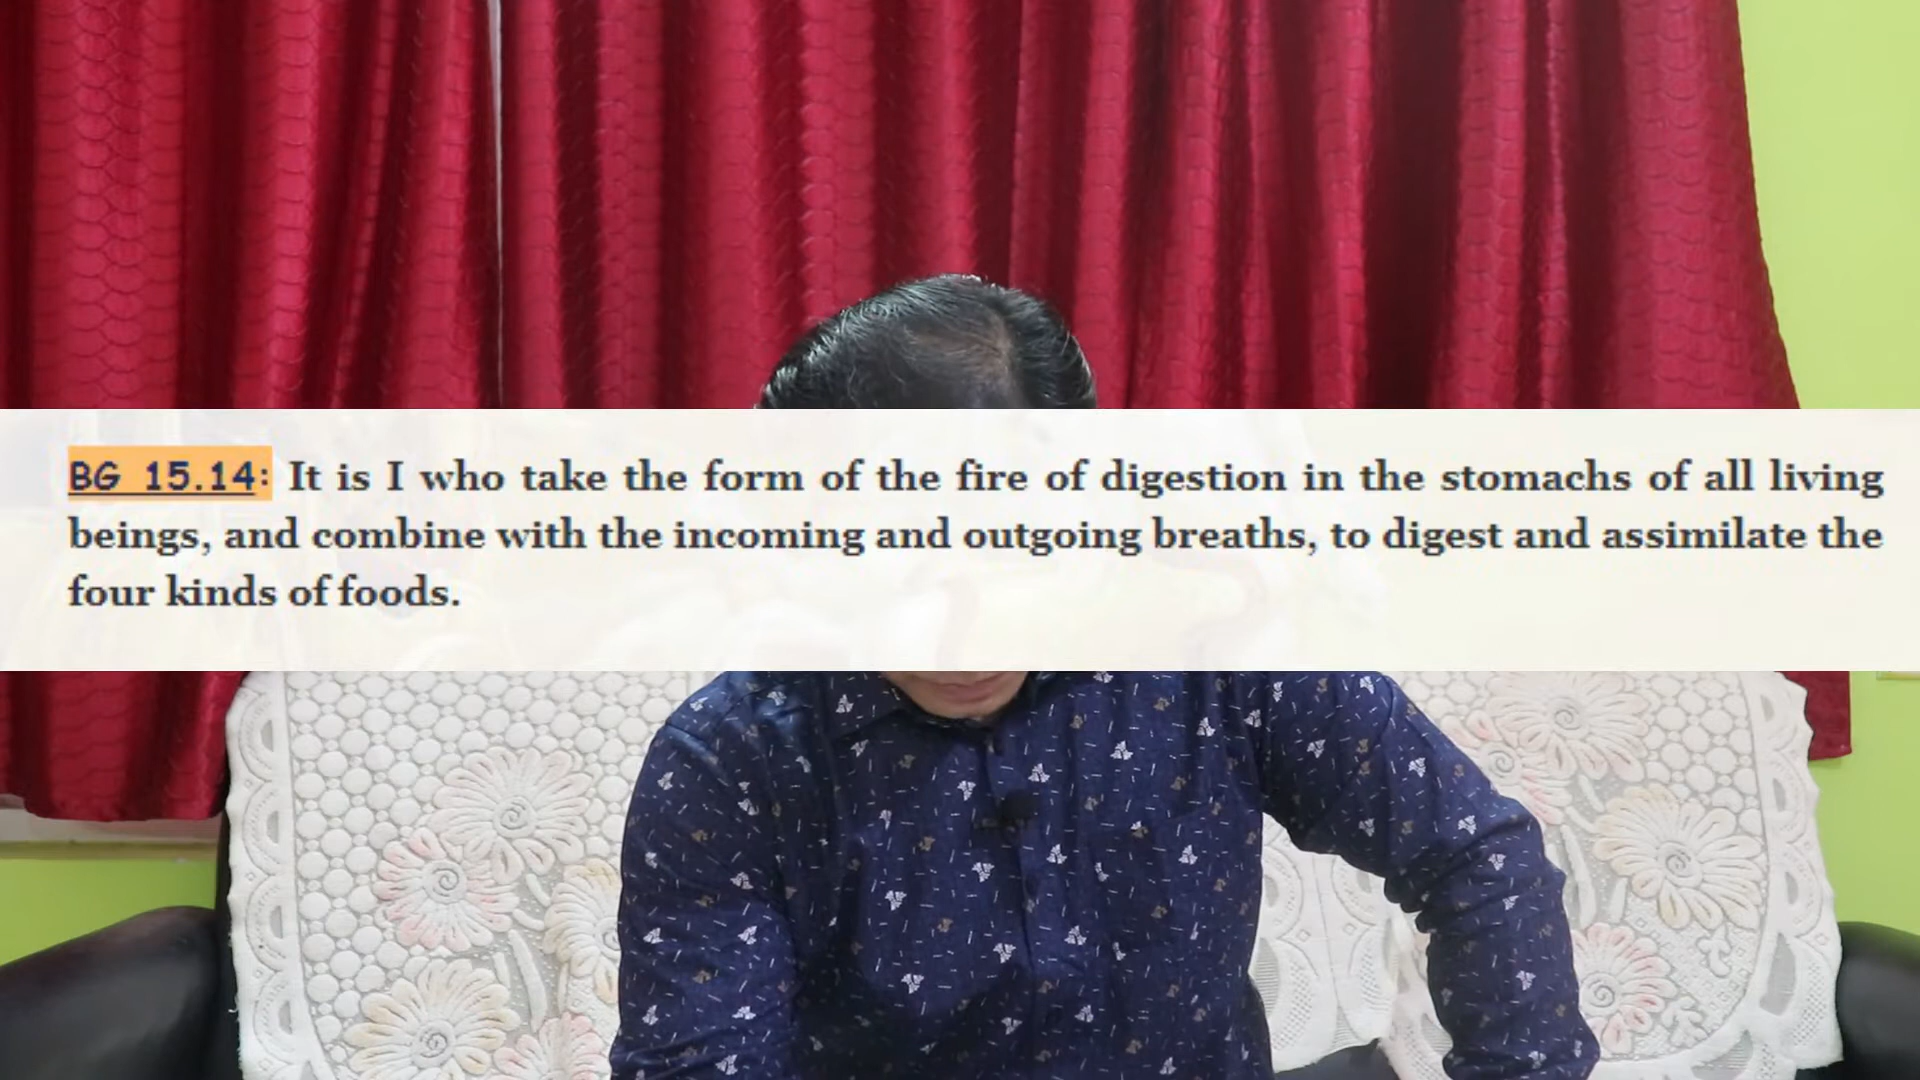 BG 15.14: It is I who take the form of the fire of digestion in the stomachs of all living
beings, and combine with the incoming and outgoing breaths, to digest and assimilate the
four kinds of foods.